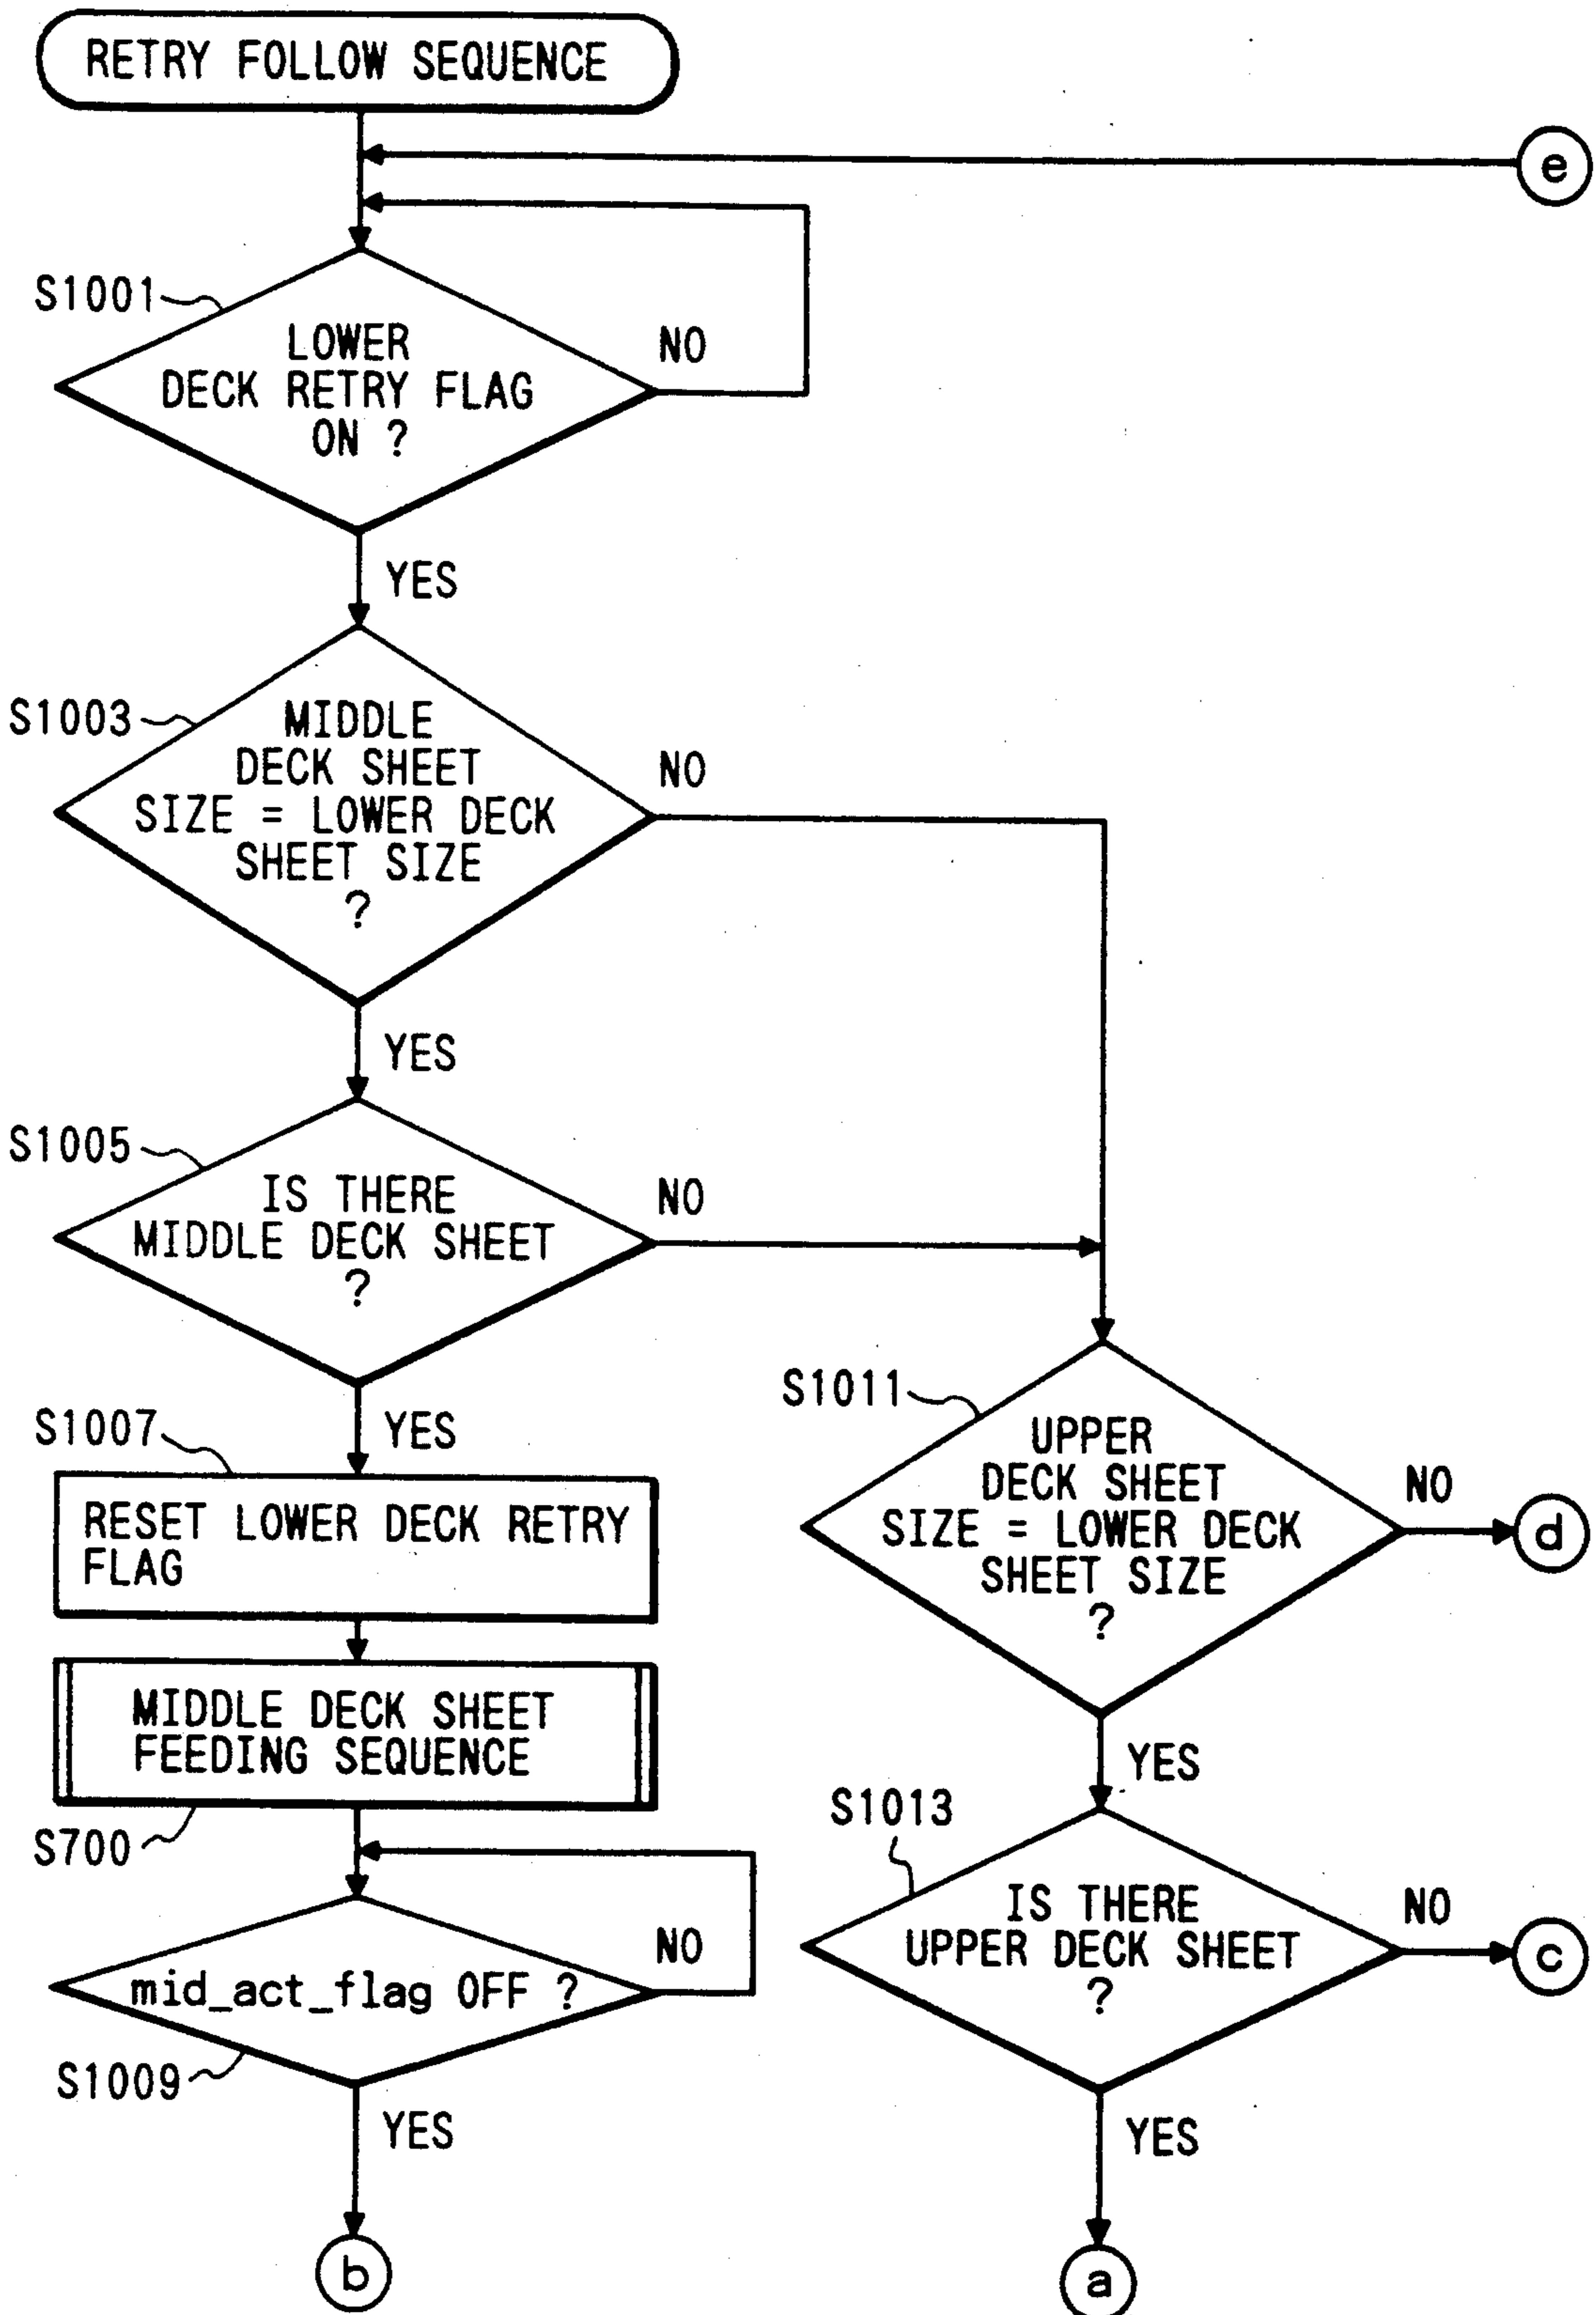 RETRY FOLLOW SEQUENCE
e
S1001
LOWER
DECK RETRY FLAG
ON ?
NO
YES
S1003
MIDDLE
DECK SHEET
SIZE = LOWER DECK
SHEET SIZE
?
NO
YES
S1005
IS THERE
MIDDLE DECK SHEET
?
NO
YES
S1007
RESET LOWER DECK RETRY
FLAG
MIDDLE DECK SHEET
FEEDING SEQUENCE
S700
mid_act_flag OFF ?
NO
S1009
YES
b
S1011
UPPER
DECK SHEET
SIZE = LOWER DECK
SHEET SIZE
?
NO
d
YES
S1013
IS THERE
UPPER DECK SHEET
?
NO
c
YES
a